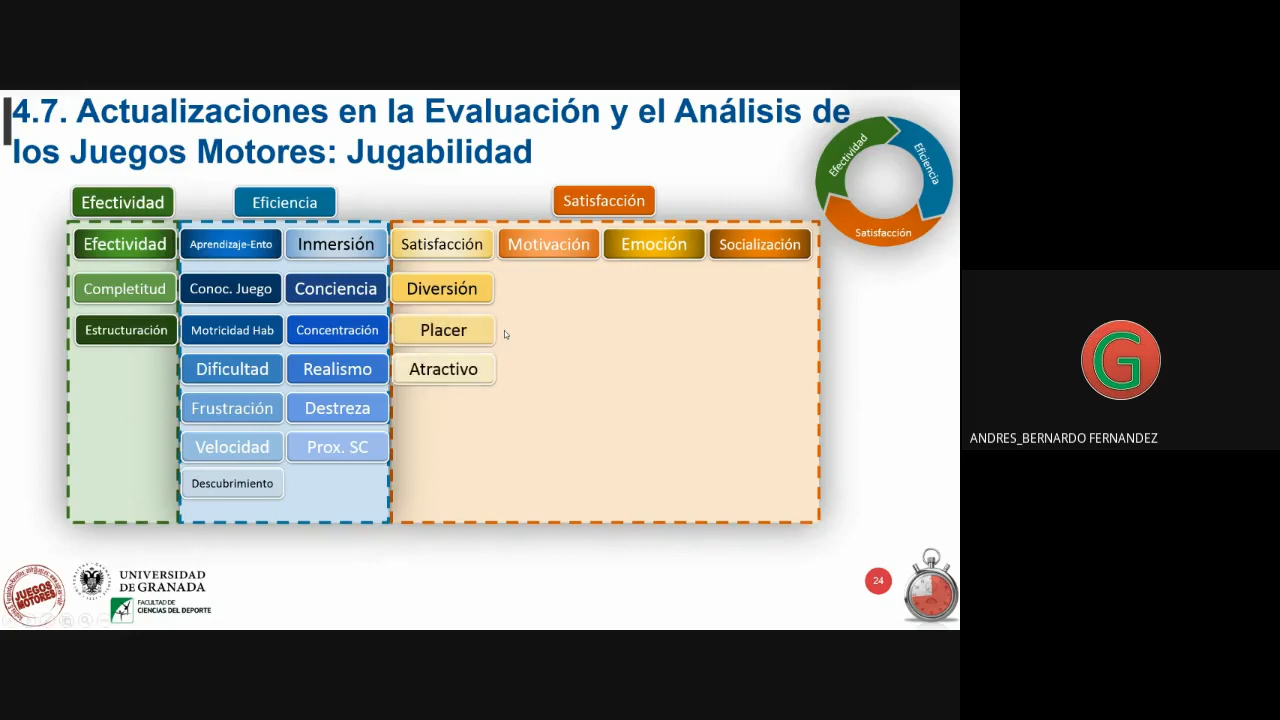 4.7. Actualizaciones en la Evaluación y el Análisis de
los Juegos Motores: Jugabilidad
Efectividad
Eficiencia
Satisfacción
Efectividad
Eficiencia
Satisfacción
Efectividad
Aprendizaje-Ento
Inmersión
Satisfacción
Motivación
Emoción
Socialización
Completitud
Conoc. Juego
Conciencia
Diversión
Estructuración
Motricidad Hab
Concentración
Placer
Dificultad
Realismo
Atractivo
Frustración
Destreza
Velocidad
Prox. SC
Descubrimiento
JUEGOS
MOTORES
UNIVERSIDAD
DE GRANADA
FACULTAD DE
CIENCIAS DEL DEPORTE
24
G
ANDRES_BERNARDO FERNANDEZ